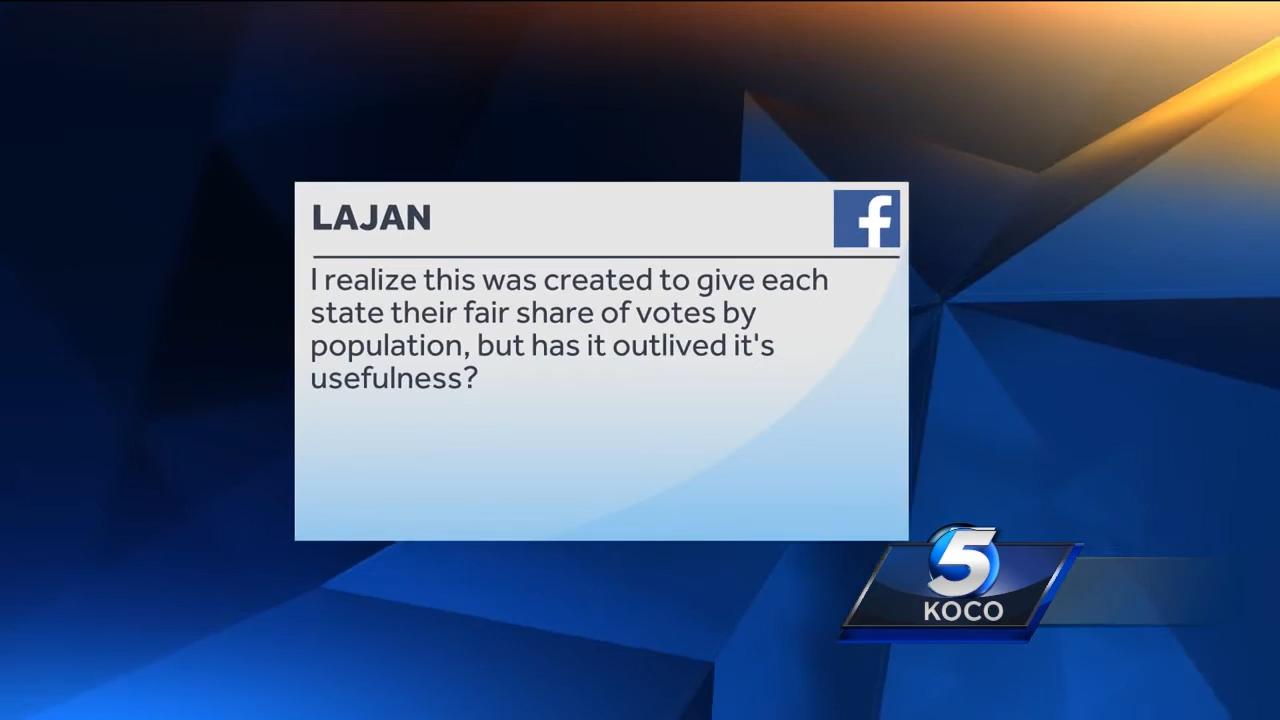 LAJAN
I realize this was created to give each
state their fair share of votes by
population, but has it outlived it's
usefulness?
5
KOCO